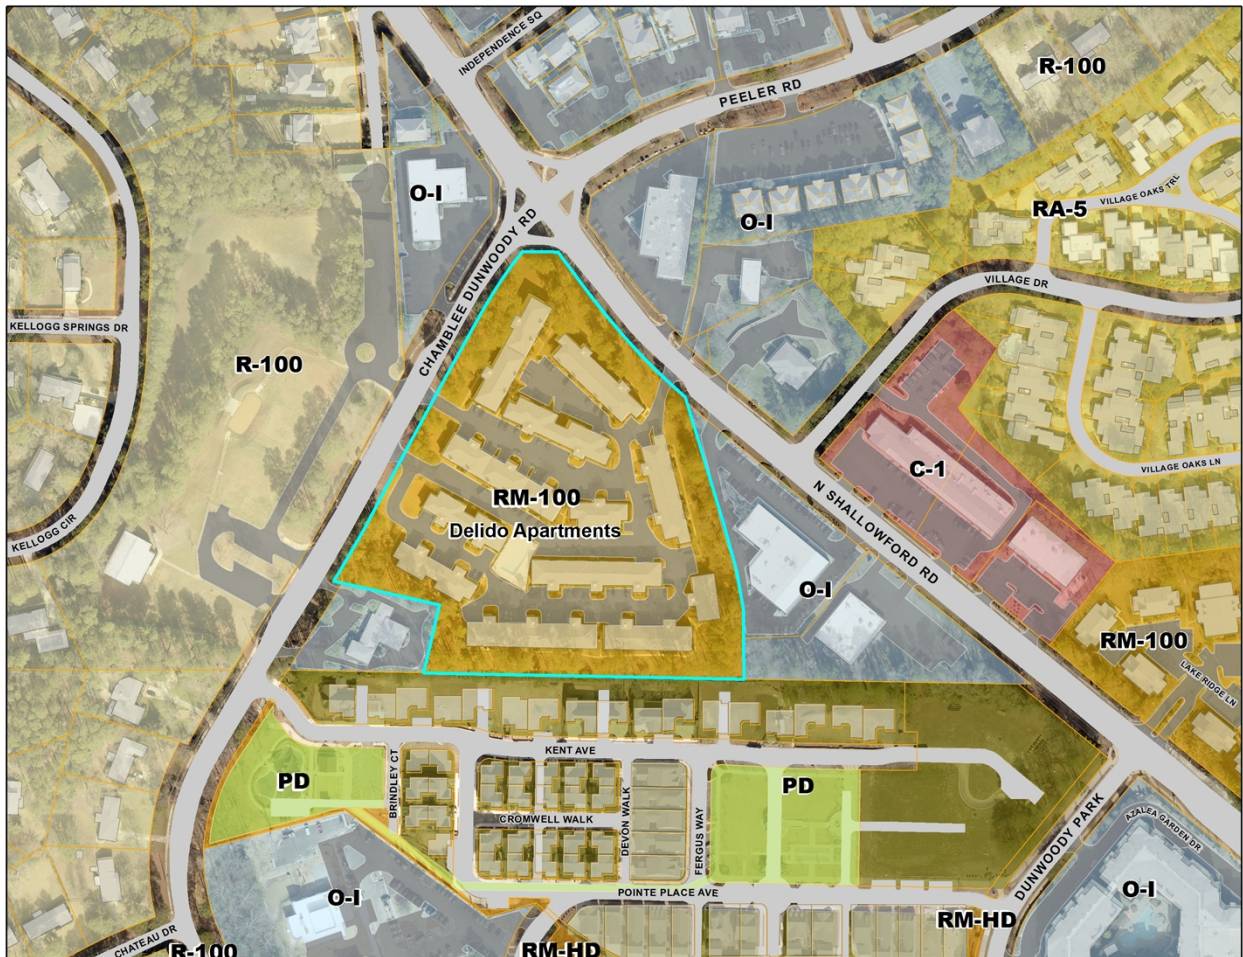 INDEPENDENCE SQ
R-100
PEELER RD
O-I
VILLAGE OAKS TRL
RA-5
O-I
CHAMBLEE DUNWOODY RD
VILLAGE DR
KELLOGG SPRINGS DR
R-100
C-1
VILLAGE OAKS LN
RM-100
Delido Apartments
N SHALLOWFORD RD
KELLOGG CIR
O-I
RM-100
LAKE RIDGE LN
KENT AVE
PD
BRINDLEY CT
PD
CROMWELL WALK
DEVON WALK
FERGUS WAY
DUNWOODY PARK
AZALEA GARDEN DR
POINTE PLACE AVE
O-I
O-I
RM-HD
CHATEAU DR
R-100
RM-HD